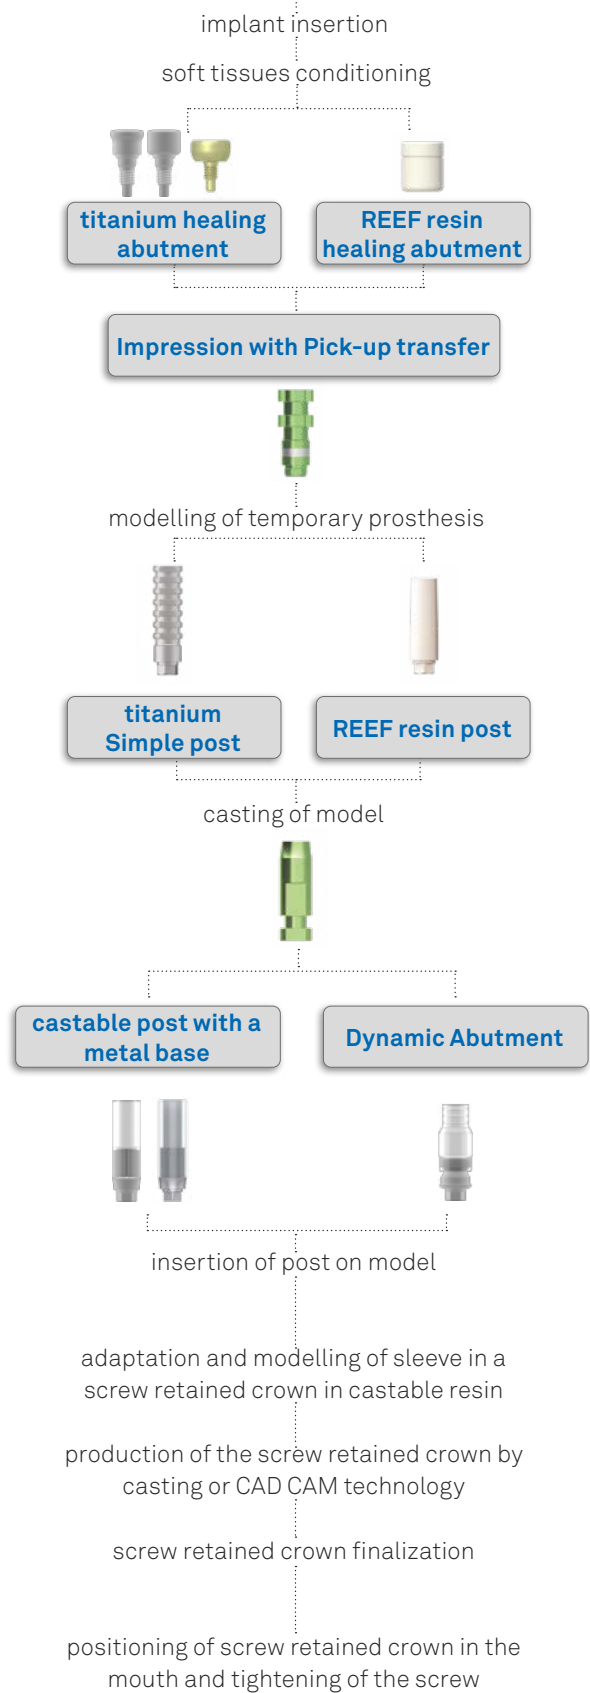 implant insertion
soft tissues conditioning
titanium healing
abutment
REEF resin
healing abutment
Impression with Pick-up transfer
modelling of temporary prosthesis
titanium
Simple post
REEF resin post
casting of model
castable post with a
metal base
Dynamic Abutment
insertion of post on model
adaptation and modelling of sleeve in a
screw retained crown in castable resin
production of the screw retained crown by
casting or CAD CAM technology
screw retained crown finalization
positioning of screw retained crown in the
mouth and tightening of the screw